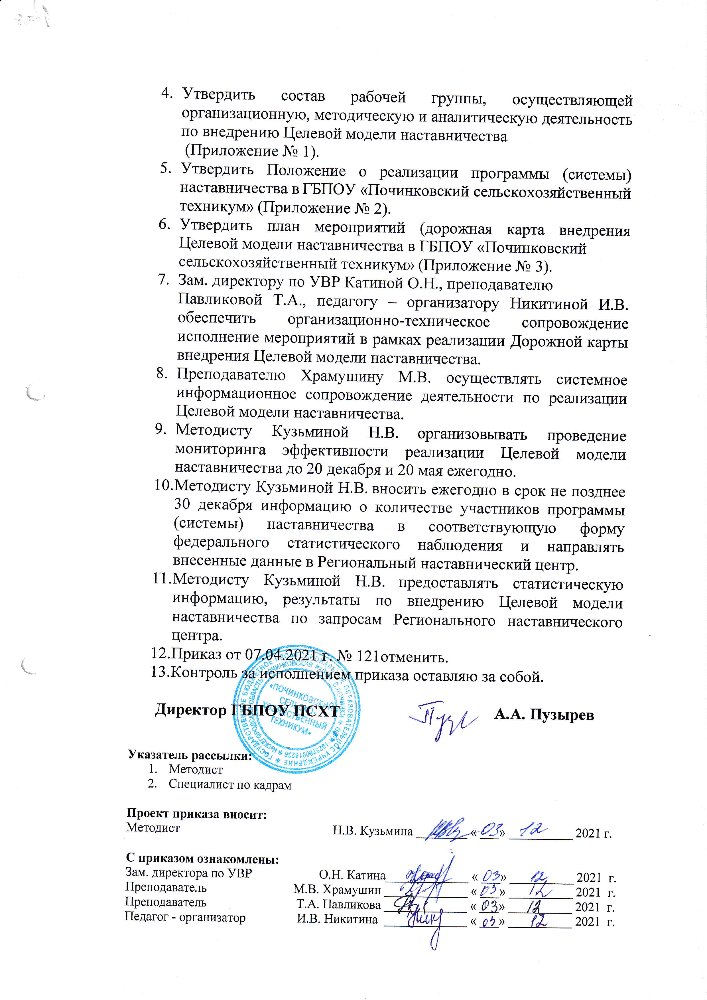 4. Утвердить состав рабочей группы, осуществляющей
организационную, методическую и аналитическую деятельность
по внедрению Целевой модели наставничества
(Приложение № 1).
5. Утвердить Положение о реализации программы (системы)
наставничества в ГБПОУ «Починковский сельскохозяйственный
техникум» (Приложение № 2).
6. Утвердить план мероприятий (дорожная карта внедрения
Целевой модели наставничества в ГБПОУ «Починковский
сельскохозяйственный техникум» (Приложение № 3).
7. Зам. директору по УВР Катиной О.Н., преподавателю
Павликовой Т.А., педагогу – организатору Никитиной И.В.
обеспечить организационно-техническое сопровождение
исполнение мероприятий в рамках реализации Дорожной карты
внедрения Целевой модели наставничества.
8. Преподавателю Храмушину М.В. осуществлять системное
информационное сопровождение деятельности по реализации
Целевой модели наставничества.
9. Методисту Кузьминой Н.В. организовывать проведение
мониторинга эффективности реализации Целевой модели
наставничества до 20 декабря и 20 мая ежегодно.
10.Методисту Кузьминой Н.В. вносить ежегодно в срок не позднее
30 декабря информацию о количестве участников программы
(системы) наставничества в соответствующую форму
федерального статистического наблюдения и направлять
внесенные данные в Региональный наставнический центр.
11.Методисту Кузьминой Н.В. предоставлять статистическую
информацию, результаты по внедрению Целевой модели
наставничества по запросам Регионального наставнического
центра.
12.Приказ от 07.04.2021 г. № 121отменить.
13.Контроль за исполнением приказа оставляю за собой.
Директор ГБПОУ ПСХТ А.А. Пузырев
ГОСУДАРСТВЕННОЕ БЮДЖЕТНОЕ ПРОФЕССИОНАЛЬНОЕ ОБРАЗОВАТЕЛЬНОЕ УЧРЕЖДЕНИЕ
НИЖЕГОРОДСКАЯ ОБЛАСТЬ ПОЧИНКОВСКИЙ РАЙОН С.ПОЧИНКИ
«ПОЧИНКОВСКИЙ
СЕЛЬСКО-
ХОЗЯЙСТВЕННЫЙ
ТЕХНИКУМ»
Указатель рассылки:
1. Методист
2. Специалист по кадрам
Проект приказа вносит:
Методист Н.В. Кузьмина «03» 12 2021 г.
С приказом ознакомлены:
Зам. директора по УВР О.Н. Катина «03» 12 2021 г.
Преподаватель М.В. Храмушин «03» 12 2021 г.
Преподаватель Т.А. Павликова «03» 12 2021 г.
Педагог - организатор И.В. Никитина «03» 12 2021 г.